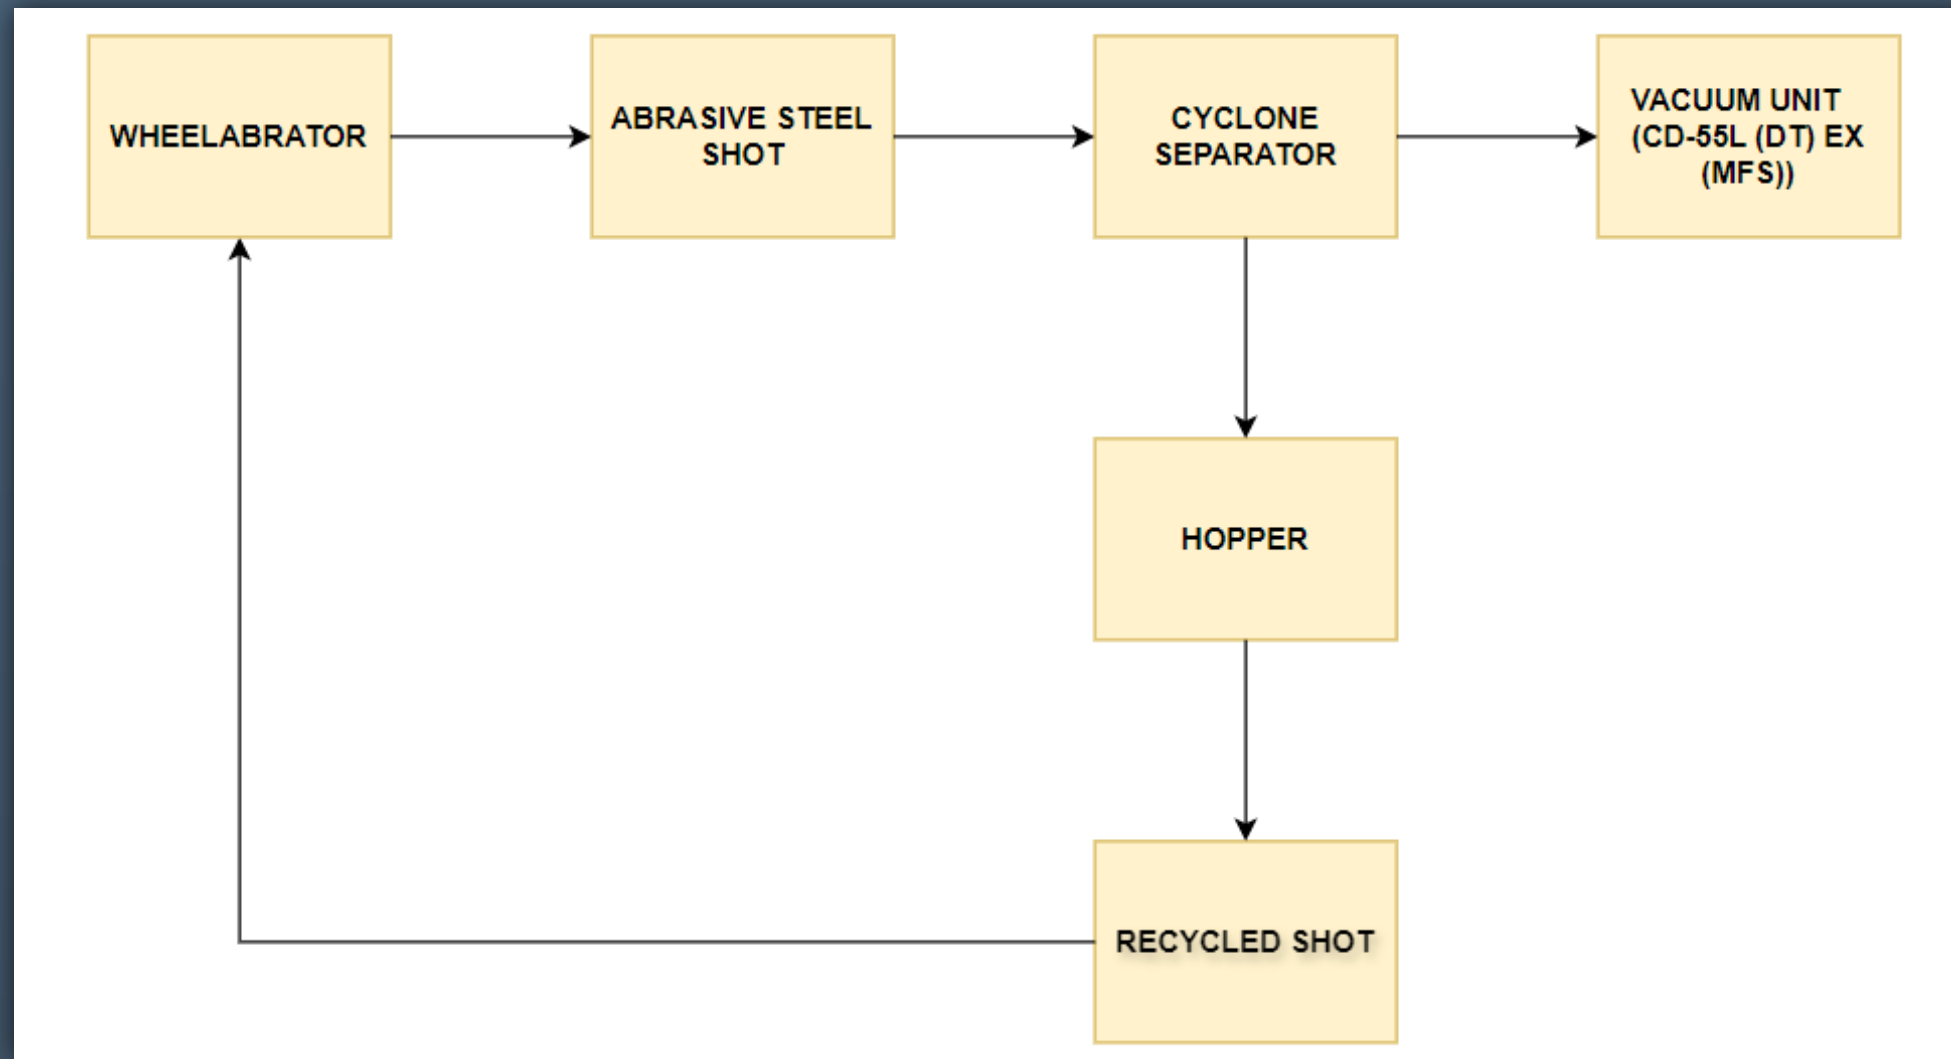 WHEELABRATOR
ABRASIVE STEEL
SHOT
CYCLONE
SEPARATOR
VACUUM UNIT
(CD-55L (DT) EX
(MFS))
HOPPER
RECYCLED SHOT